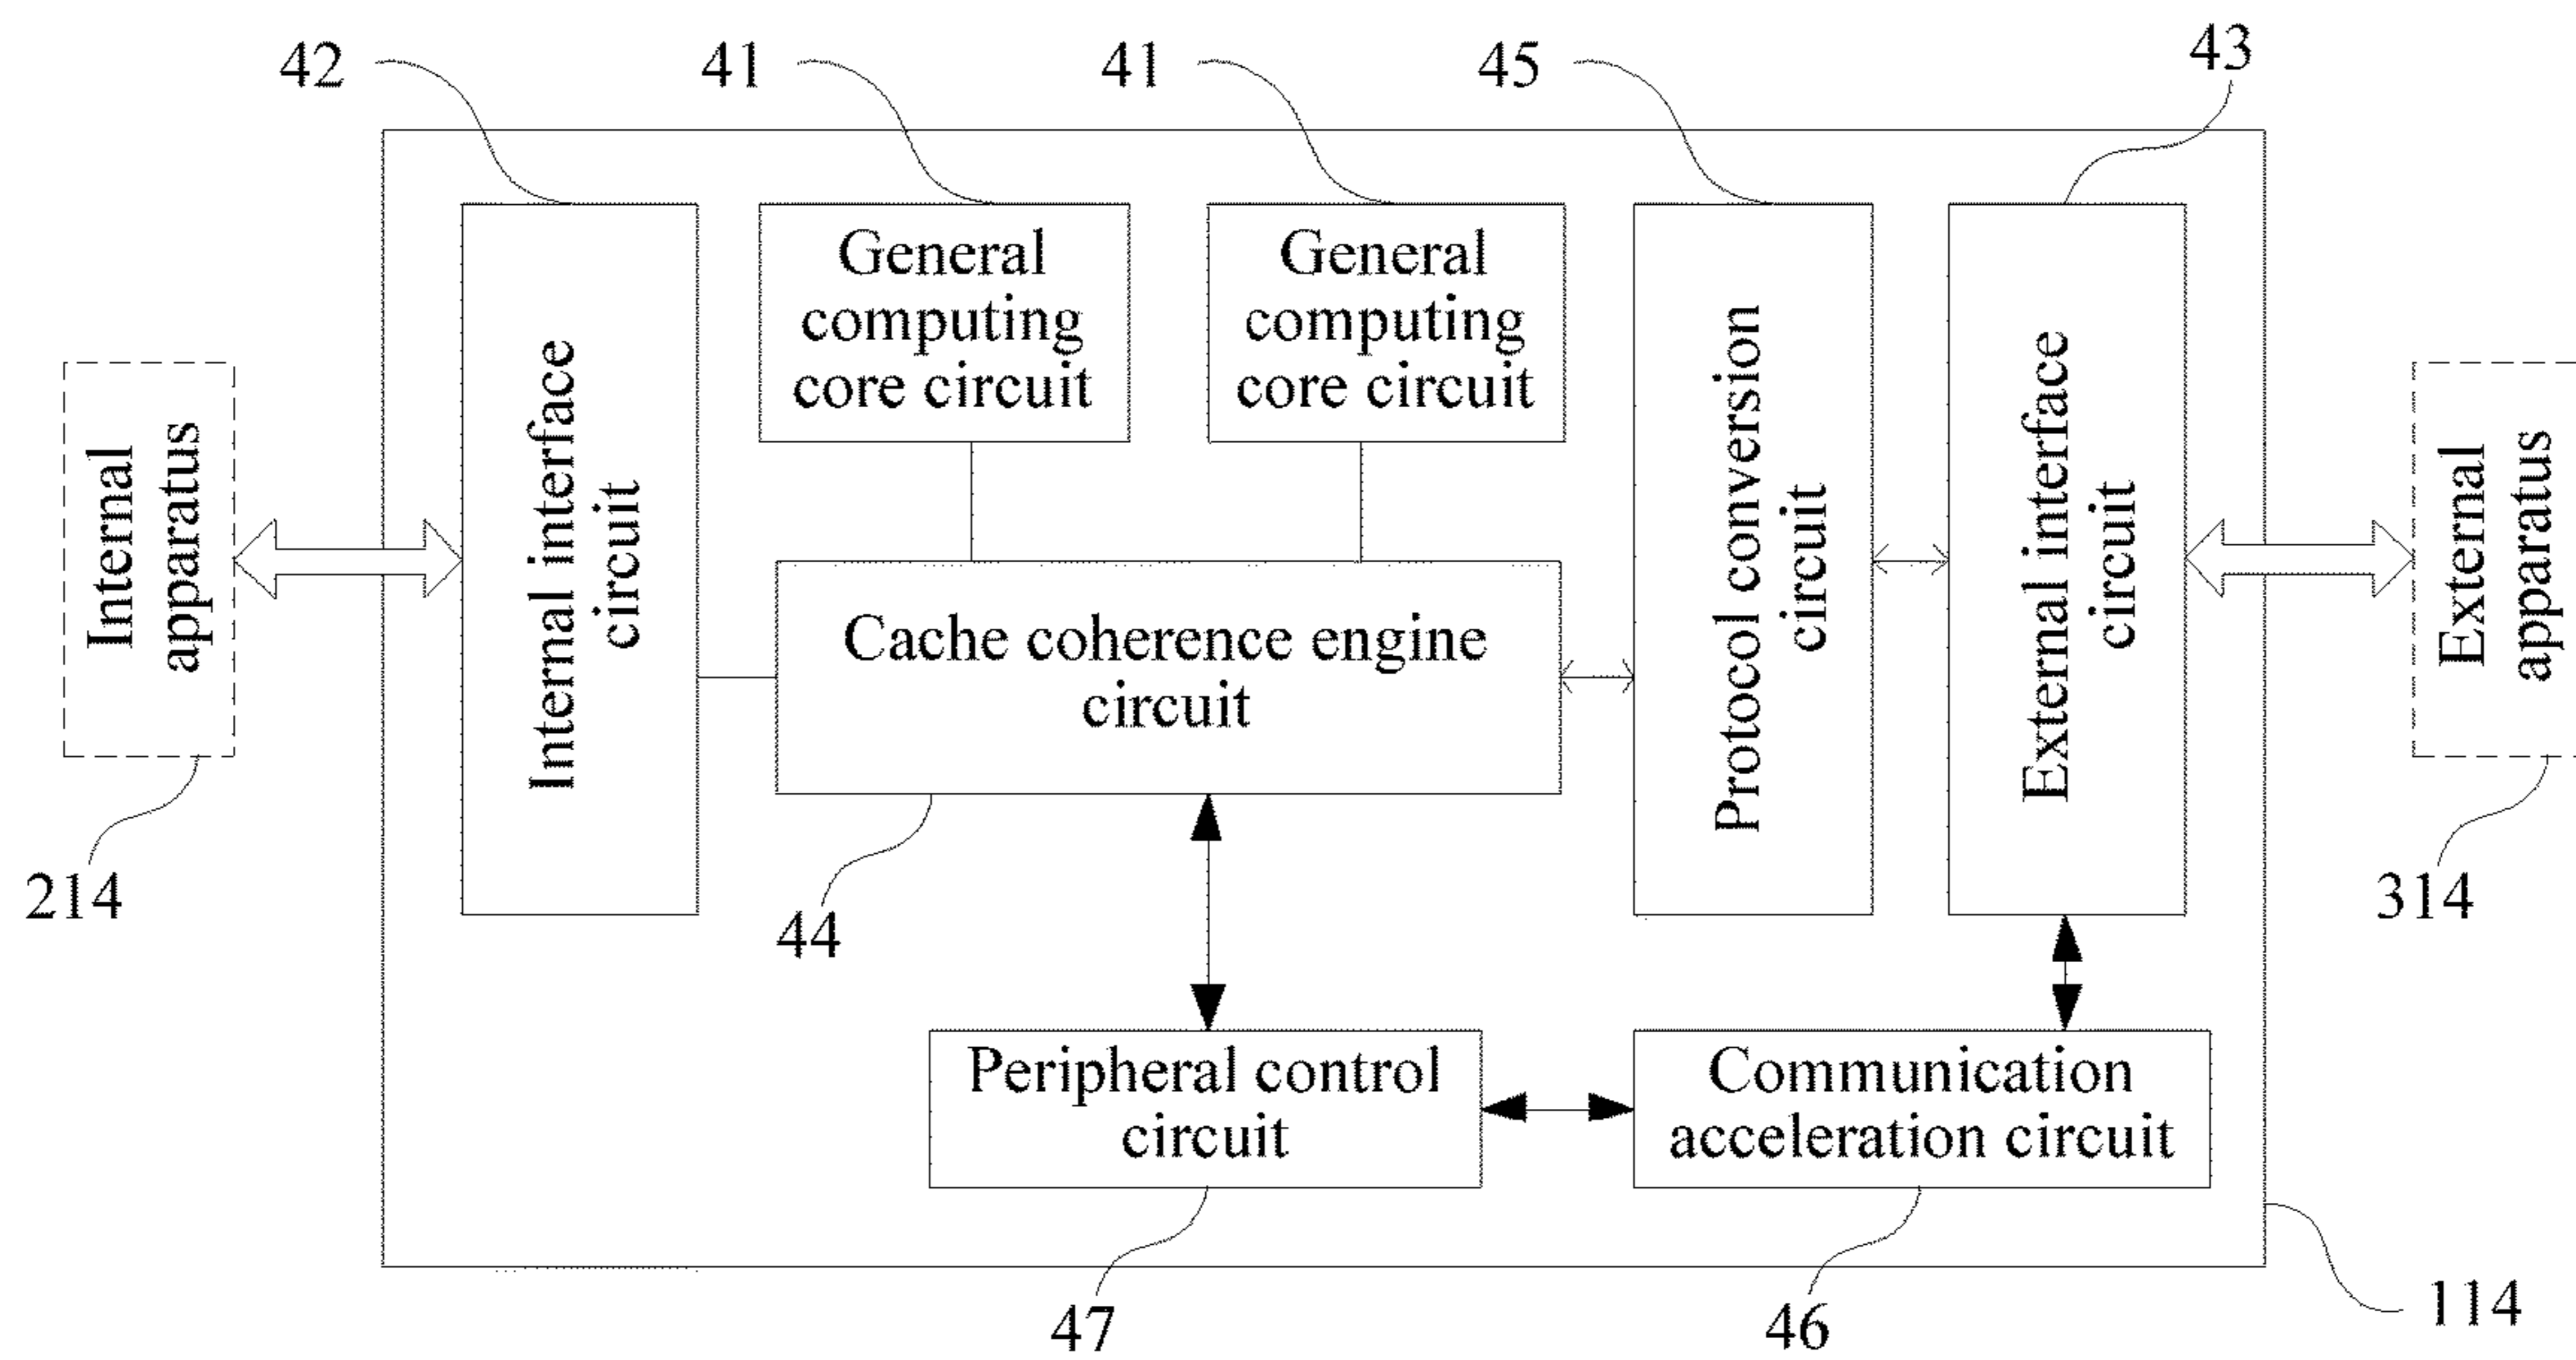 42
41
41
45
43
Internal
apparatus
214
Internal interface
circuit
General
computing
core circuit
General
computing
core circuit
Cache coherence engine
circuit
44
Protocol conversion
circuit
External interface
circuit
External
apparatus
314
Peripheral control
circuit
47
Communication
acceleration circuit
46
114